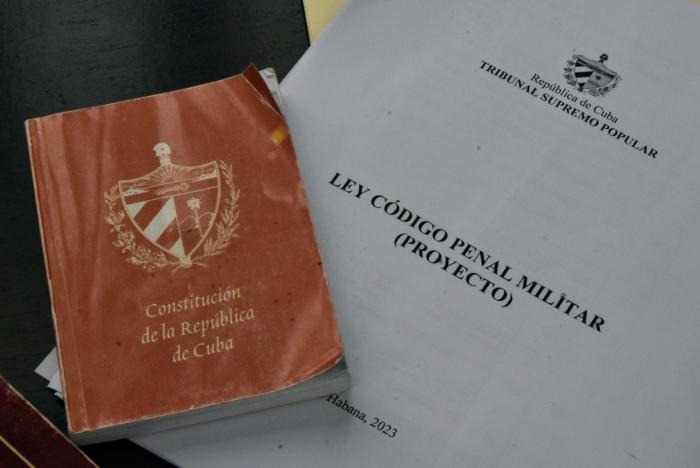 Constitución
de la República
de Cuba
República de Cuba
TRIBUNAL SUPREMO POPULAR
LEY CÓDIGO PENAL MILITAR
(PROYECTO)
Habana, 2023